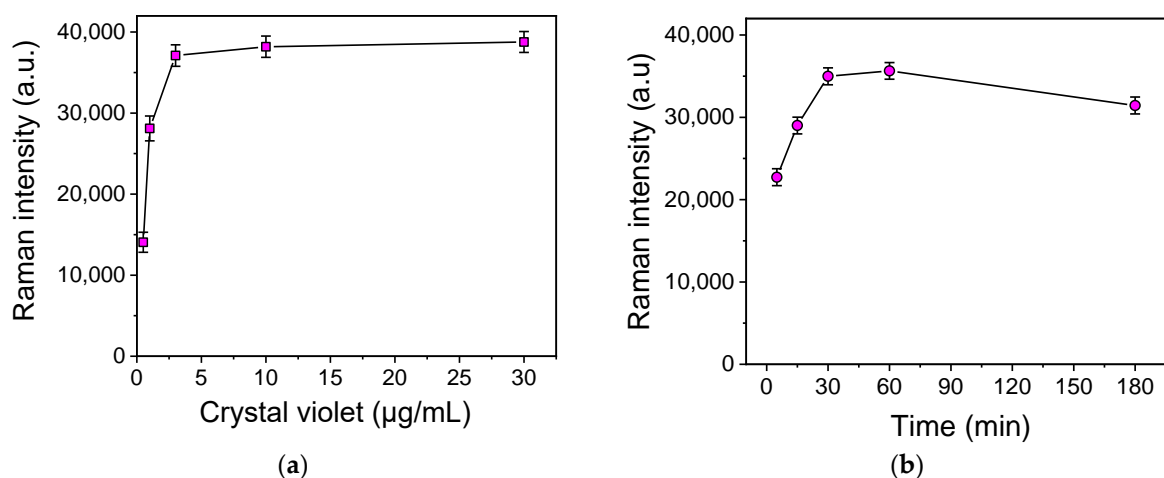 40,000
30,000
20,000
10,000
0
0 5 10 15 20 25 30
Raman intensity (a.u.)
Crystal violet (µg/mL)
(a)
40,000
30,000
20,000
10,000
0
0 15 30 60 90 120 150 180
Raman intensity (a.u)
Time (min)
(b)